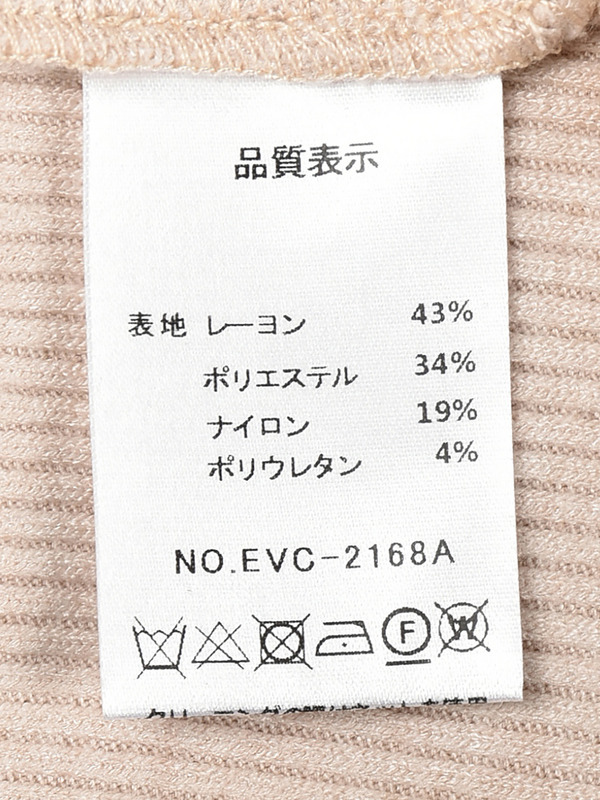 品質表示
表地 レーヨン 43%
ポリエステル 34%
ナイロン 19%
ポリウレタン 4%
NO.EVC-2168A
F W